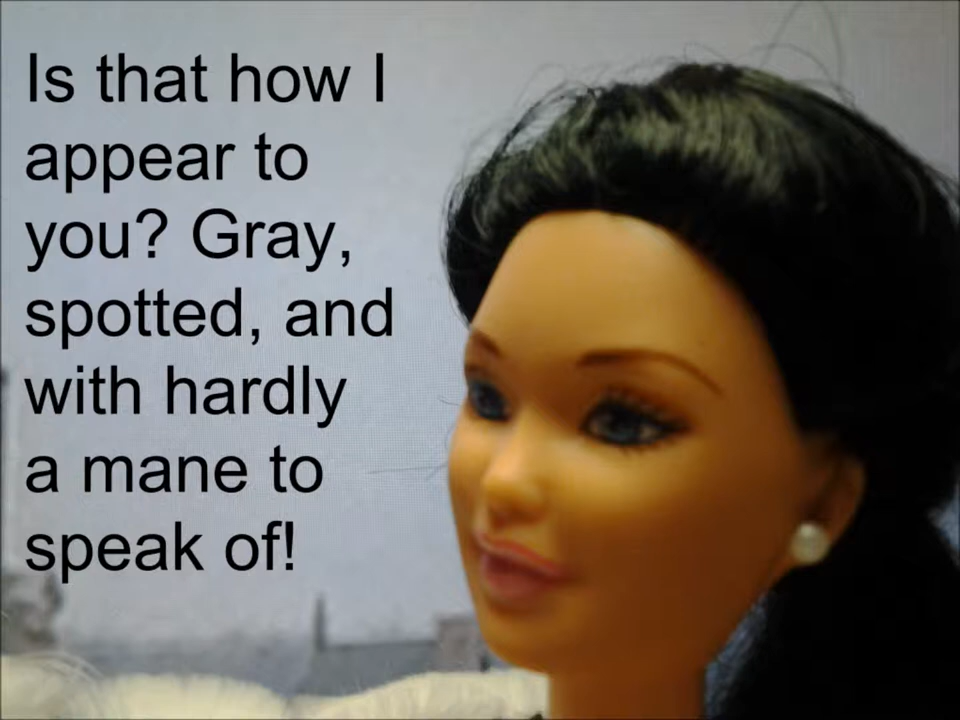 Is that how I
appear to
you? Gray,
spotted, and
with hardly
a mane to
speak of!